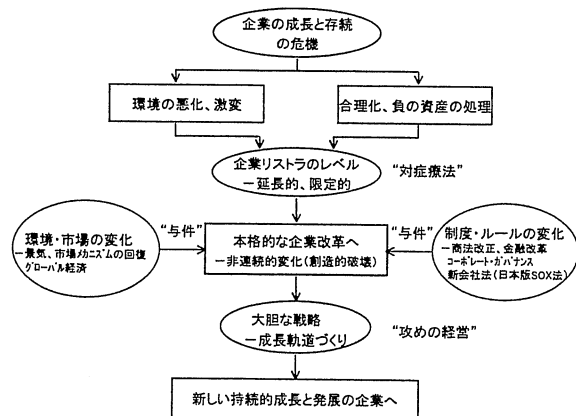 企業の成長と存続
の危機
環境の悪化、激変
合理化、負の資産の処理
企業リストラのレベル
－延長的、限定的
“対症療法”
環境・市場の変化
－景気、市場メカニズムの回復
グローバル経済
“与件”
本格的な企業改革へ
－非連続的変化（創造的破壊）
“与件”
制度・ルールの変化
－商法改正、金融改革
コーポレート・ガバナンス
新会社法（日本版SOX法）
大胆な戦略
－成長軌道づくり
“攻めの経営”
新しい持続的成長と発展の企業へ